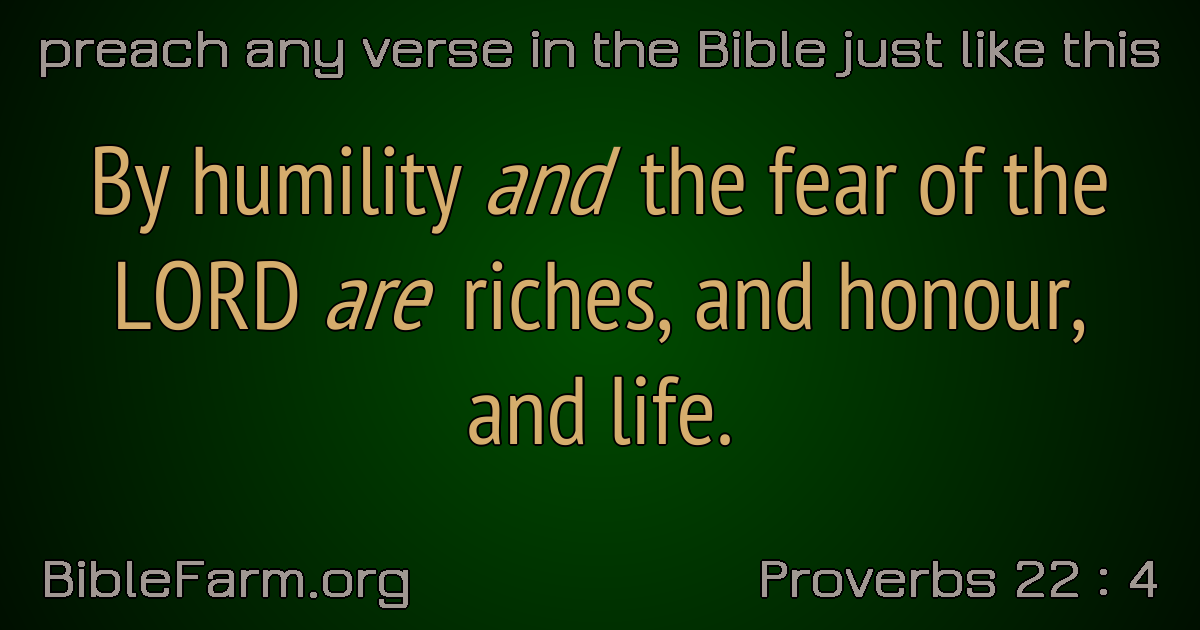 preach any verse in the Bible just like this
By humility and the fear of the
LORD are riches, and honour,
and life.
BibleFarm.org
Proverbs 22 : 4